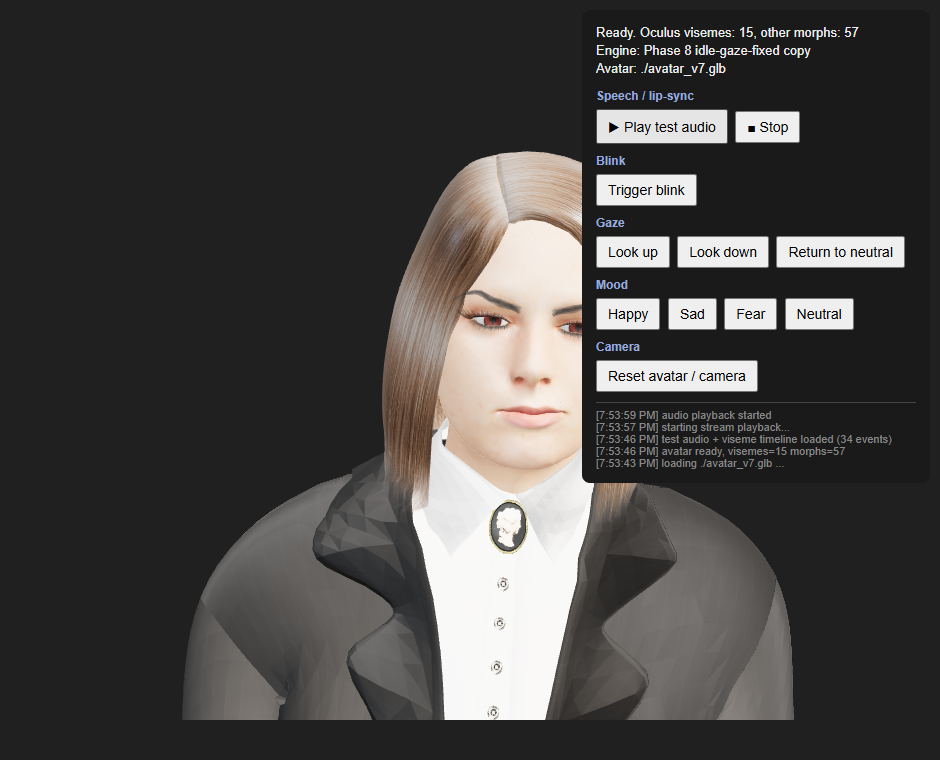 Ready. Oculus visemes: 15, other morphs: 57
Engine: Phase 8 idle-gaze-fixed copy
Avatar: ./avatar_v7.glb
Speech / lip-sync
▶ Play test audio ■ Stop
Blink
Trigger blink
Gaze
Look up Look down Return to neutral
Mood
Happy Sad Fear Neutral
Camera
Reset avatar / camera
[7:53:59 PM] audio playback started
[7:53:57 PM] starting stream playback...
[7:53:46 PM] test audio + viseme timeline loaded (34 events)
[7:53:46 PM] avatar ready, visemes=15 morphs=57
[7:53:43 PM] loading ./avatar_v7.glb ...